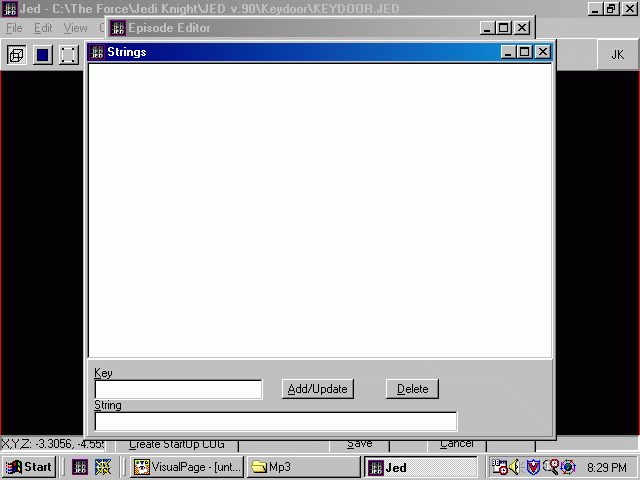 Jed - C:\The Force\Jedi Knight\JED v.90\Keydoor\KEYDOOR.JED
File Edit View
Episode Editor
Strings
JK
Key
Add/Update
Delete
String
X,Y,Z: -3.3056, -4.555
Create StartUp COG
Save
Cancel
Start
VisualPage - [unt...
Mp3
Jed
8:29 PM